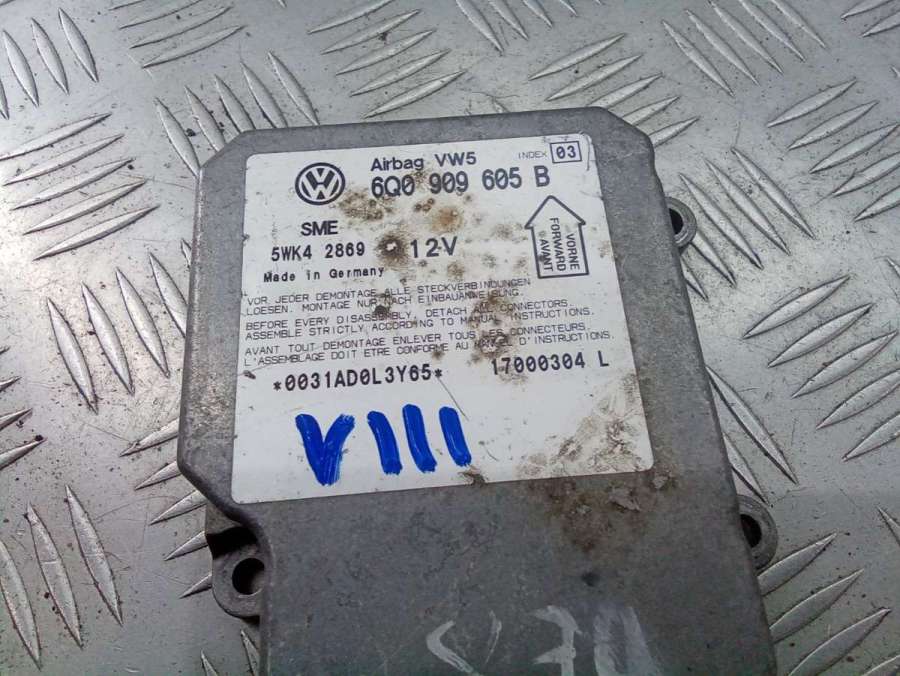 Airbag VW5 INDEX 03
6Q0 909 605 B
SME
5WK4 2869 12V
Made in Germany
VORNE
FORWARD
AVANT
VOR JEDER DEMONTAGE ALLE STECKVERBINDUNGEN
LOESEN. MONTAGE NUR NACH EINBAUANWEISUNG.
BEFORE EVERY DISASSEMBLY, DETACH ALL CONNECTORS.
ASSEMBLE STRICTLY ACCORDING TO MANUAL INSTRUCTIONS.
AVANT TOUT DEMONTAGE ENLEVER TOUS LES CONNECTEURS.
L'ASSEMBLAGE DOIT ETRE CONFORME AU MANUEL D'INSTRUCTIONS.
*0031AD0L3Y65* 17000304 L
VIII